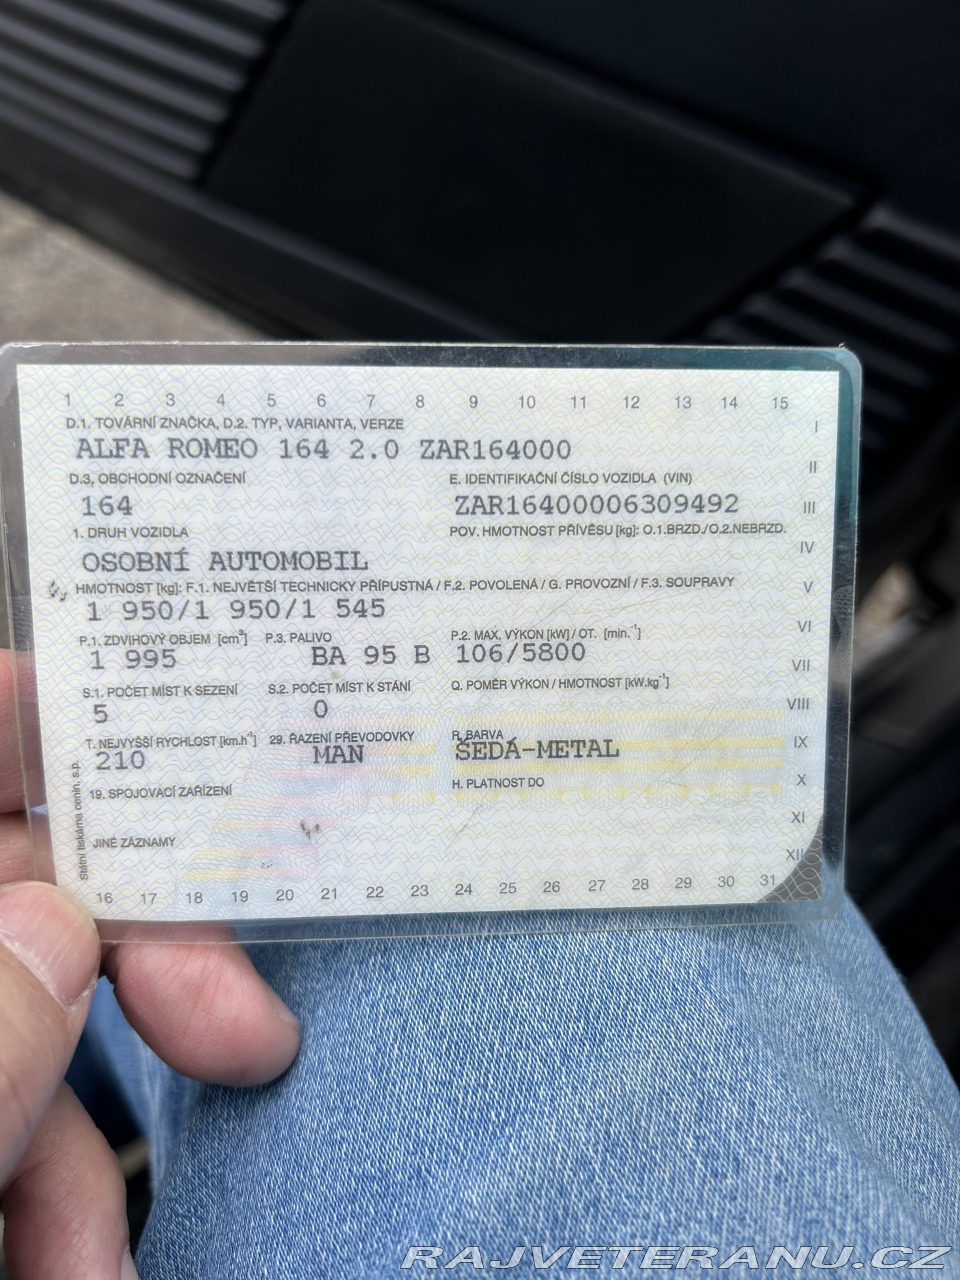 1 2 3 4 5 6 7 8 9 10 11 12 13 14 15
D.1. TOVÁRNÍ ZNAČKA, D.2. TYP, VARIANTA, VERZE I
ALFA ROMEO 164 2.0 ZAR164000
D.3, OBCHODNÍ OZNAČENÍ E. IDENTIFIKAČNÍ ČÍSLO VOZIDLA (VIN) II
164 ZAR16400006309492 III
1. DRUH VOZIDLA POV. HMOTNOST PŘÍVĚSU [kg]: O.1.BRZD./O.2.NEBRZD.
OSOBNÍ AUTOMOBIL IV
HMOTNOST [kg]: F.1. NEJVĚTŠÍ TECHNICKY PŘÍPUSTNÁ / F.2. POVOLENÁ / G. PROVOZNÍ / F.3. SOUPRAVY V
1 950/1 950/1 545
P.1. ZDVIHOVÝ OBJEM [cm³] P.3. PALIVO P.2. MAX. VÝKON [kW] / OT. [min.⁻¹] VI
1 995 BA 95 B 106/5800 VII
S.1. POČET MÍST K SEZENÍ S.2. POČET MÍST K STÁNÍ Q. POMĚR VÝKON / HMOTNOST [kW.kg⁻¹]
5 0 VIII
T. NEJVYŠŠÍ RYCHLOST [km.h⁻¹] 29. ŘAZENÍ PŘEVODOVKY R. BARVA
210 MAN ŠEDÁ-METAL IX
19. SPOJOVACÍ ZAŘÍZENÍ H. PLATNOST DO X
XI
JINÉ ZÁZNAMY XII
Státní tiskárna cenin, s.p.
16 17 18 19 20 21 22 23 24 25 26 27 28 29 30 31
RAJVETERANU.CZ